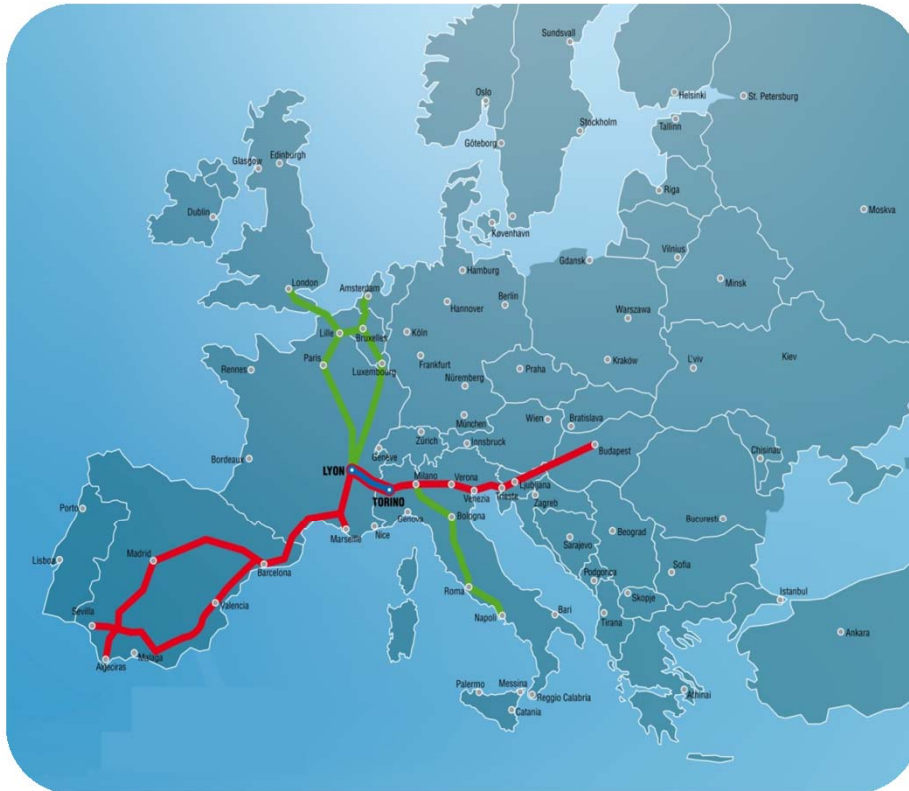 Sundsvall
Oslo
Helsinki
St. Petersburg
Tallinn
Stockholm
Göteborg
Glasgow
Edinburgh
Riga
Dublin
Moskva
København
Vilnius
Gdansk
Hamburg
Minsk
London
Amsterdam
Berlin
Hannover
Warszawa
Lille
Bruxelles
Köln
Paris
Frankfurt
Kraków
L'viv
Kiev
Rennes
Luxembourg
Praha
Nüremberg
München
Wien
Bratislava
Zürich
Innsbruck
Budapest
Bordeaux
Genève
Chisinau
LYON
Milano
Verona
Ljubljana
TORINO
Venezia
Trieste
Zagreb
Porto
Genova
Bologna
Bucuresti
Marseille
Nice
Beograd
Sarajevo
Madrid
Lisboa
Barcelona
Podgorica
Sofia
Roma
Skopje
Istanbul
Valencia
Sevilla
Napoli
Bari
Tirana
Ankara
Malaga
Algeciras
Palermo
Messina
Reggio Calabria
Athinai
Catania